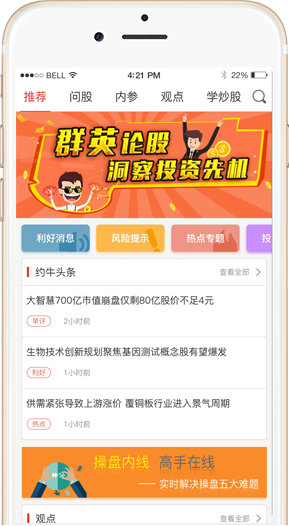 BELL 4:21 PM 22%
推荐 问股 内参 观点 学炒股
群英论股
洞察投资先机
利好消息 风险提示 热点专题 投
约牛头条 查看全部
大智慧700亿市值崩盘仅剩80亿股价不足4元
早评 2小时前
生物技术创新规划聚焦基因测试概念股有望爆发
利好 1小时前
供需紧张导致上游涨价 覆铜板行业进入景气周期
热点 1小时前
操盘内线 高手在线
—— 实时解决操盘五大难题
观点 查看全部